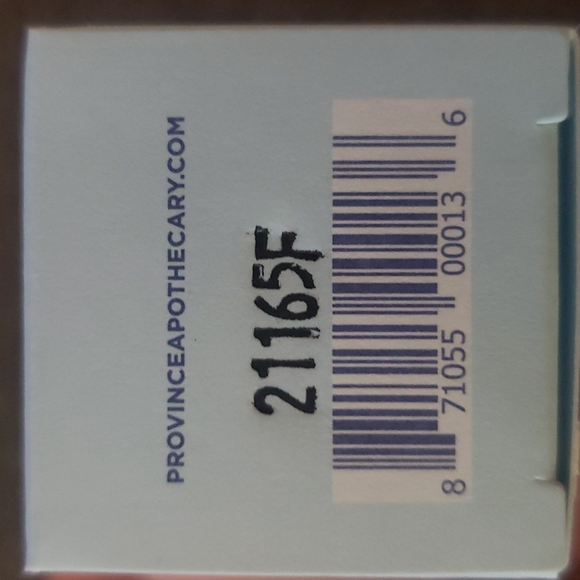 PROVINCEAPOTHECARY.COM
21165F
8 71055 00013 6